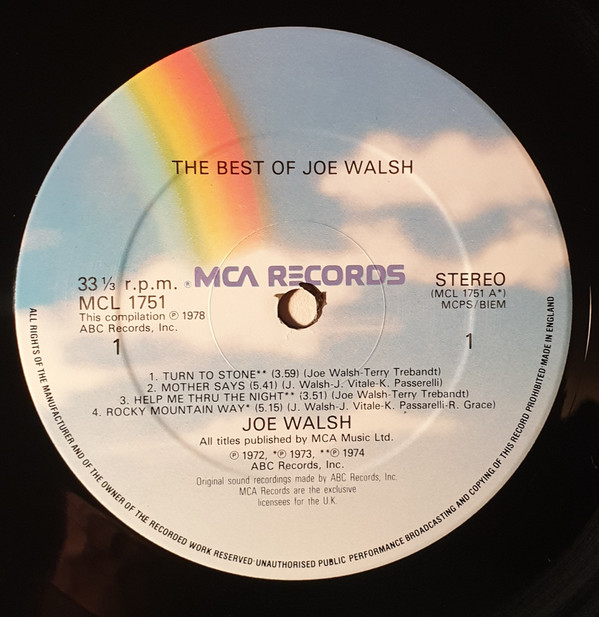 THE BEST OF JOE WALSH
MCA RECORDS
33⅓ r.p.m.
MCL 1751
This compilation ℗ 1978
ABC Records, Inc.
1
STEREO
(MCL 1751 A*)
MCPS/BIEM
1
1. TURN TO STONE** (3.59) (Joe Walsh-Terry Trebandt)
2. MOTHER SAYS (5.41) (J. Walsh-J. Vitale-K. Passerelli)
3. HELP ME THRU THE NIGHT** (3.51) (Joe Walsh-Terry Trebandt)
4. ROCKY MOUNTAIN WAY* (5.15) (J. Walsh-J. Vitale-K. Passarelli-R. Grace)
JOE WALSH
All titles published by MCA Music Ltd.
℗ 1972, *℗ 1973, **℗ 1974
ABC Records, Inc.
Original sound recordings made by ABC Records, Inc.
MCA Records are the exclusive
licensees for the U.K.
ALL RIGHTS OF THE MANUFACTURER AND OF THE OWNER OF THE RECORDED WORK RESERVED·UNAUTHORISED PUBLIC PERFORMANCE BROADCASTING AND COPYING OF THIS RECORD PROHIBITED·MADE IN ENGLAND